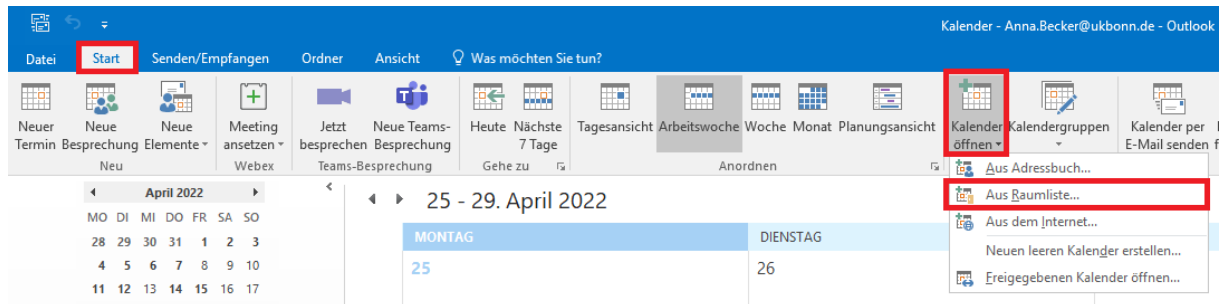 Kalender - Anna.Becker@ukbonn.de - Outlook
Datei Start Senden/Empfangen Ordner Ansicht Was möchten Sie tun?
Neuer Termin
Neue Besprechung
Neue Elemente
Meeting ansetzen
Jetzt besprechen
Neue Teams-Besprechung
Heute
Nächste 7 Tage
Tagesansicht
Arbeitswoche
Woche
Monat
Planungsansicht
Kalender öffnen
Kalendergruppen
Kalender per E-Mail senden
Neu Webex Teams-Besprechung Gehe zu Anordnen
Aus Adressbuch...
Aus Raumliste...
Aus dem Internet...
Neuen leeren Kalender erstellen...
Freigegebenen Kalender öffnen...
April 2022
MO DI MI DO FR SA SO
28 29 30 31 1 2 3
4 5 6 7 8 9 10
11 12 13 14 15 16 17
25 - 29. April 2022
MONTAG DIENSTAG
25 26